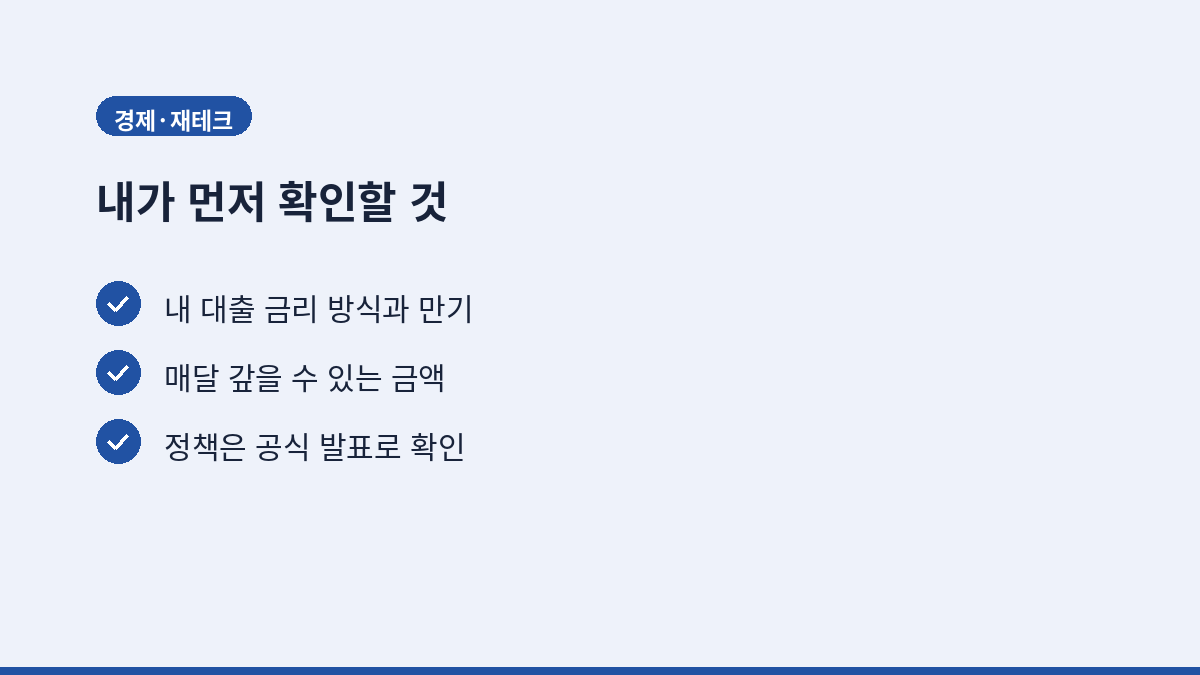 경제·재테크
내가 먼저 확인할 것
내 대출 금리 방식과 만기
매달 갚을 수 있는 금액
정책은 공식 발표로 확인